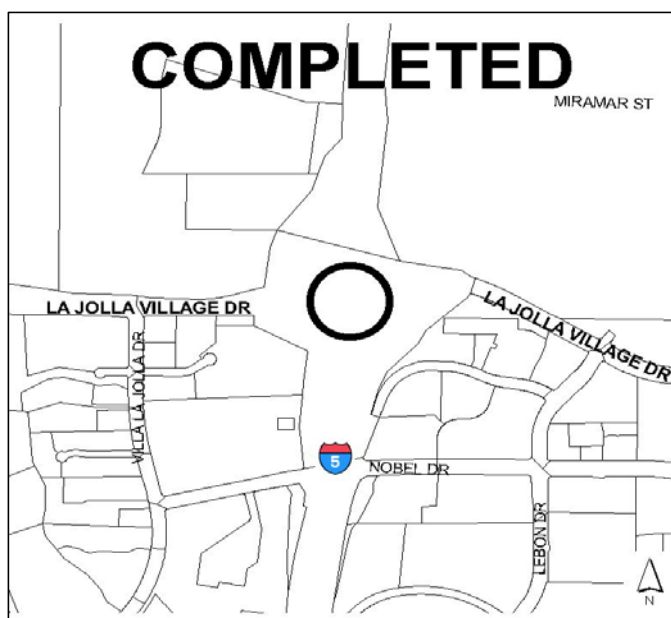 COMPLETED
MIRAMAR ST
LA JOLLA VILLAGE DR
LA JOLLA VILLAGE DR
VILLA LA JOLLA DR
5
NOBEL DR
LEBON DR
N